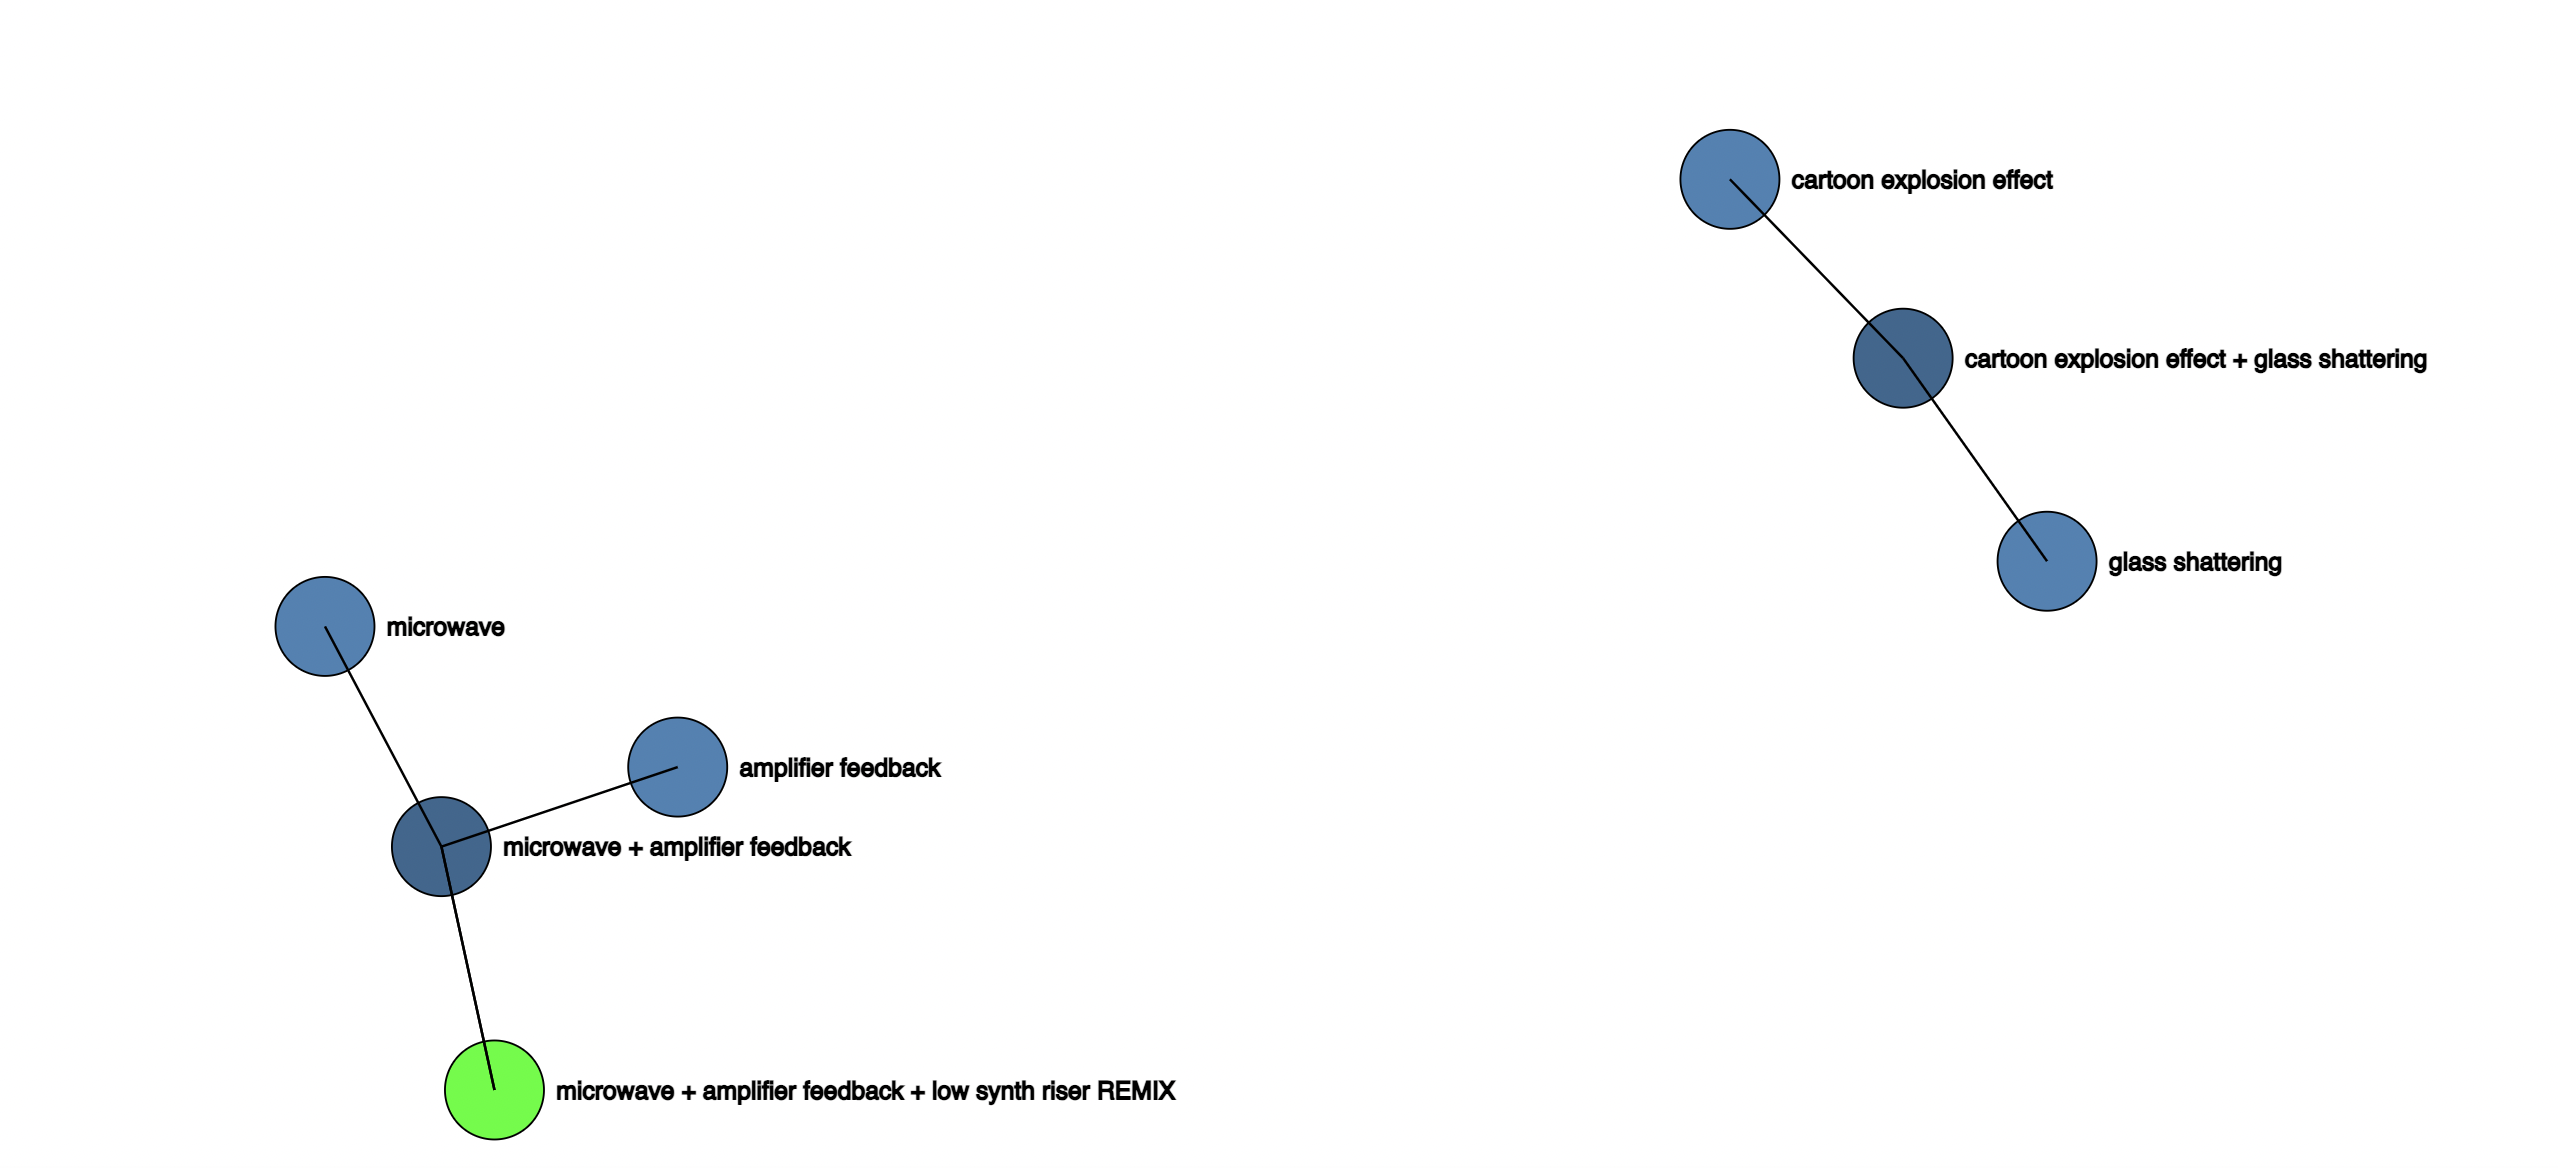 cartoon explosion effect
cartoon explosion effect + glass shattering
glass shattering
microwave
amplifier feedback
microwave + amplifier feedback
microwave + amplifier feedback + low synth riser REMIX